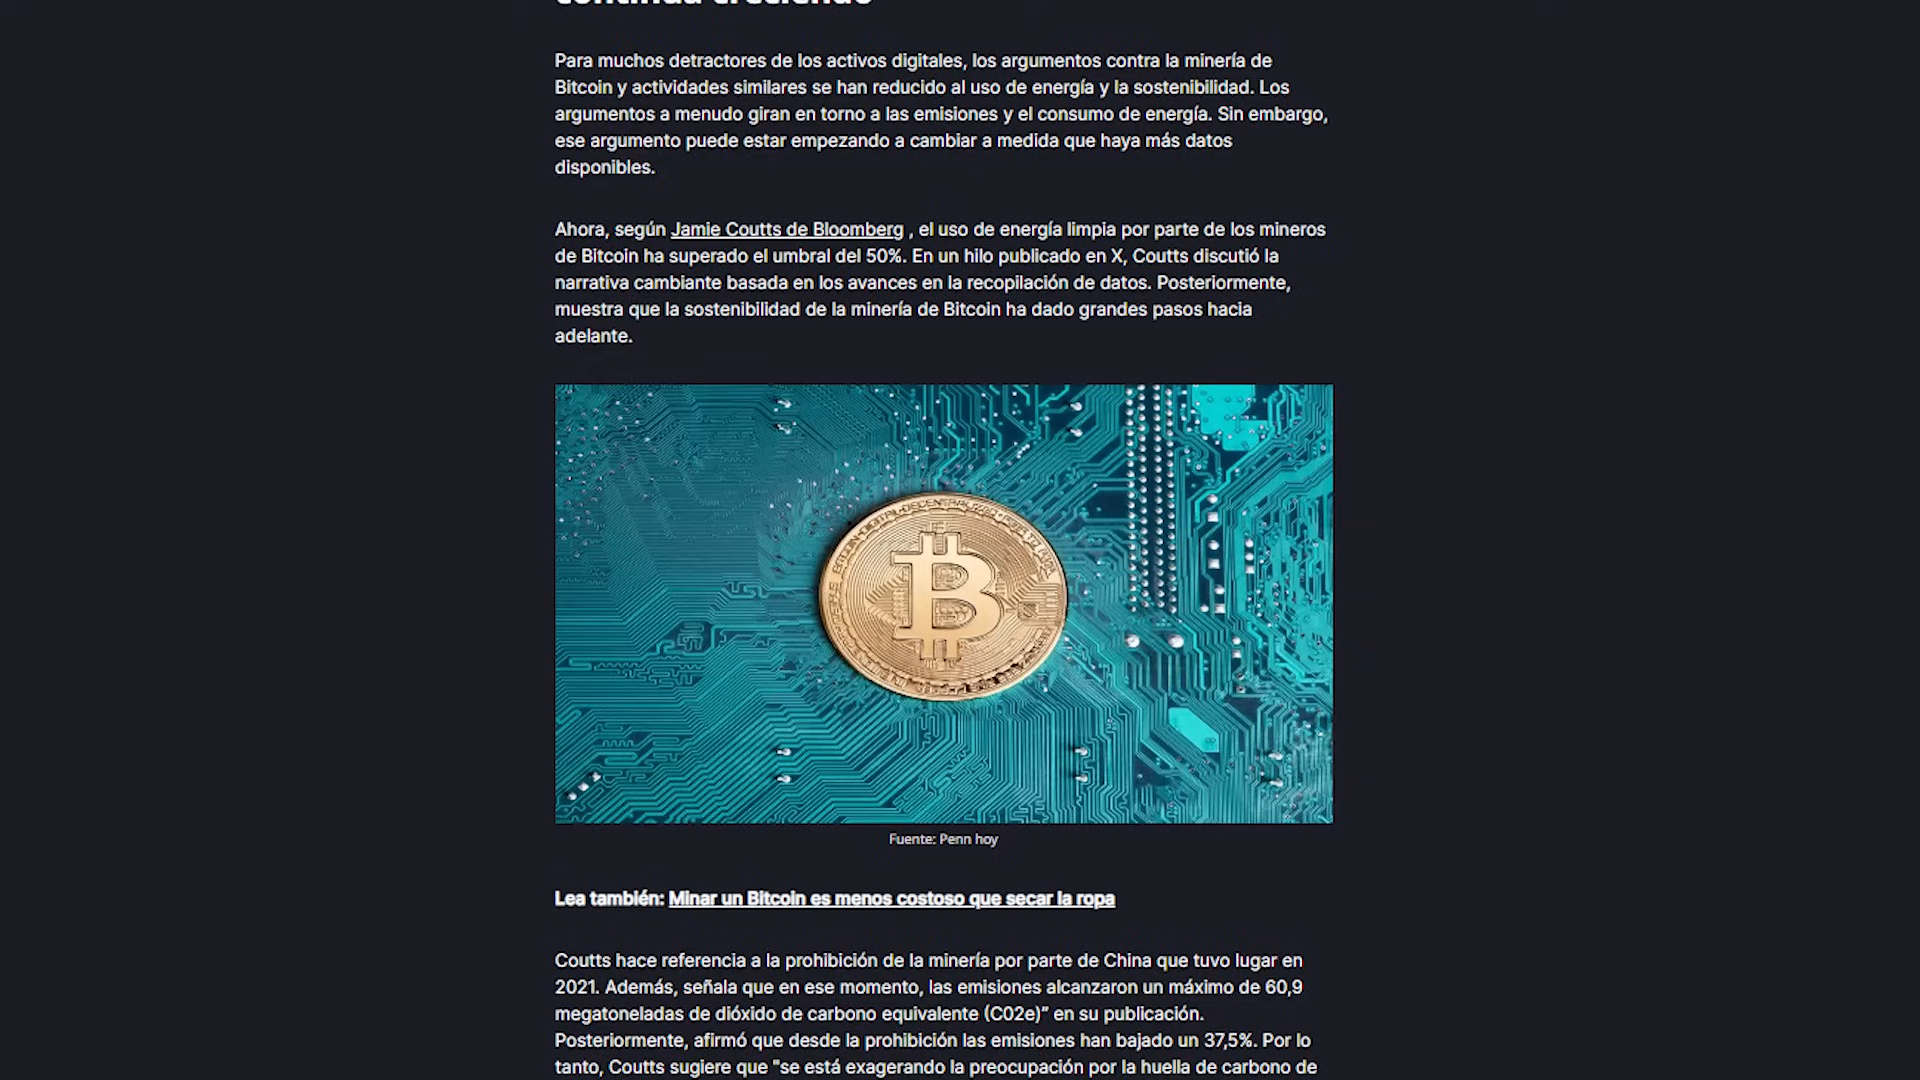 continúa creciendo
Para muchos detractores de los activos digitales, los argumentos contra la minería de
Bitcoin y actividades similares se han reducido al uso de energía y la sostenibilidad. Los
argumentos a menudo giran en torno a las emisiones y el consumo de energía. Sin embargo,
ese argumento puede estar empezando a cambiar a medida que haya más datos
disponibles.
Ahora, según Jamie Coutts de Bloomberg , el uso de energía limpia por parte de los mineros
de Bitcoin ha superado el umbral del 50%. En un hilo publicado en X, Coutts discutió la
narrativa cambiante basada en los avances en la recopilación de datos. Posteriormente,
muestra que la sostenibilidad de la minería de Bitcoin ha dado grandes pasos hacia
adelante.
Fuente: Penn hoy
Lea también: Minar un Bitcoin es menos costoso que secar la ropa
Coutts hace referencia a la prohibición de la minería por parte de China que tuvo lugar en
2021. Además, señala que en ese momento, las emisiones alcanzaron un máximo de 60,9
megatoneladas de dióxido de carbono equivalente (C02e)” en su publicación.
Posteriormente, afirmó que desde la prohibición las emisiones han bajado un 37,5%. Por lo
tanto, Coutts sugiere que "se está exagerando la preocupación por la huella de carbono de